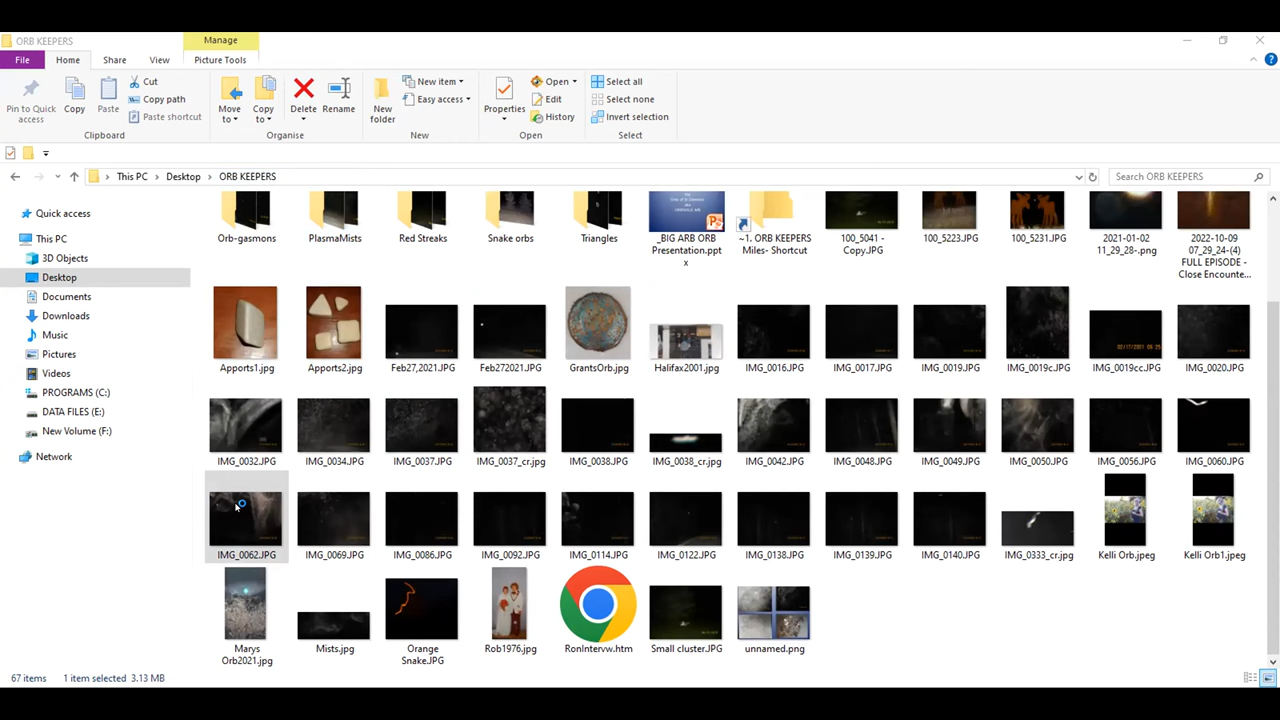 ORB KEEPERS
Manage
File
Home
Share
View
Picture Tools
Pin to Quick
access
Copy
Paste
Cut
Copy path
Paste shortcut
Clipboard
Move
to
Copy
to
Delete
Rename
Organise
New
folder
New item
Easy access
New
Properties
Open
Edit
History
Open
Select all
Select none
Invert selection
Select
This PC > Desktop > ORB KEEPERS
Search ORB KEEPERS
Quick access
This PC
3D Objects
Desktop
Documents
Downloads
Music
Pictures
Videos
PROGRAMS (C:)
DATA FILES (E:)
New Volume (F:)
Network
Orb-gasmons
PlasmaMists
Red Streaks
Snake orbs
Triangles
_BIG ARB ORB
Presentation.ppt
x
~1. ORB KEEPERS
Miles- Shortcut
100_5041 -
Copy.JPG
100_5223.JPG
100_5231.JPG
2021-01-02
11_29_28-.png
2022-10-09
07_29_24-(4)
FULL EPISODE -
Close Encounte...
Apports1.jpg
Apports2.jpg
Feb27,2021.JPG
Feb272021.JPG
GrantsOrb.jpg
Halifax2001.jpg
IMG_0016.JPG
IMG_0017.JPG
IMG_0019.JPG
IMG_0019c.JPG
IMG_0019cc.JPG
IMG_0020.JPG
IMG_0032.JPG
IMG_0034.JPG
IMG_0037.JPG
IMG_0037_cr.jpg
IMG_0038.JPG
IMG_0038_cr.jpg
IMG_0042.JPG
IMG_0048.JPG
IMG_0049.JPG
IMG_0050.JPG
IMG_0056.JPG
IMG_0060.JPG
IMG_0062.JPG
IMG_0069.JPG
IMG_0086.JPG
IMG_0092.JPG
IMG_0114.JPG
IMG_0122.JPG
IMG_0138.JPG
IMG_0139.JPG
IMG_0140.JPG
IMG_0333_cr.jpg
Kelli Orb.jpeg
Kelli Orb1.jpeg
Marys
Orb2021.jpg
Mists.jpg
Orange
Snake.JPG
Rob1976.jpg
RonIntervw.htm
Small cluster.JPG
unnamed.png
67 items
1 item selected 3.13 MB